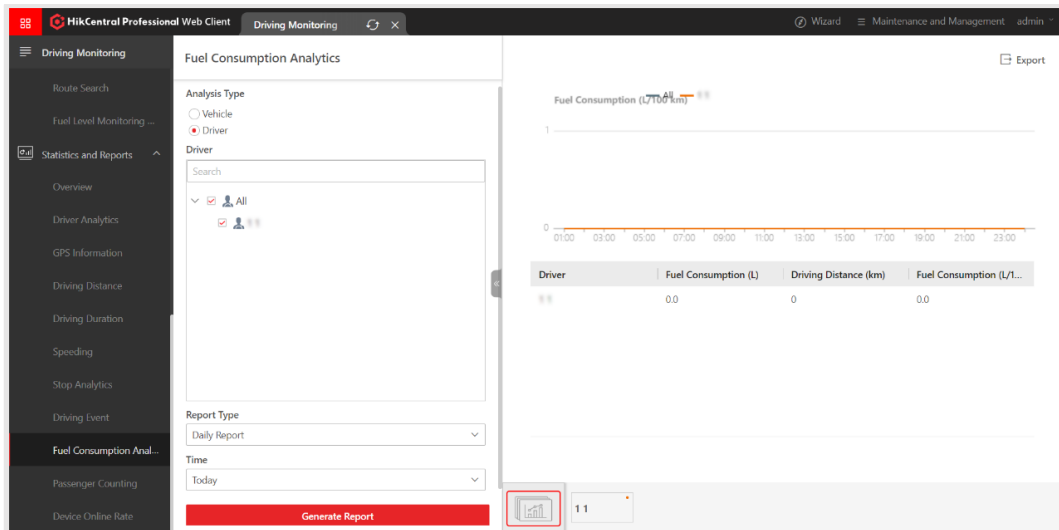 HikCentral Professional Web Client
Driving Monitoring
Wizard
Maintenance and Management
admin
Driving Monitoring
Route Search
Fuel Level Monitoring ...
Statistics and Reports
Overview
Driver Analytics
GPS Information
Driving Distance
Driving Duration
Speeding
Stop Analytics
Driving Event
Fuel Consumption Anal...
Passenger Counting
Device Online Rate
Fuel Consumption Analytics
Analysis Type
Vehicle
Driver
Driver
Search
All
Report Type
Daily Report
Time
Today
Generate Report
Export
Fuel Consumption (L/100 km)
All
1
0
01:00 03:00 05:00 07:00 09:00 11:00 13:00 15:00 17:00 19:00 21:00 23:00
Driver Fuel Consumption (L) Driving Distance (km) Fuel Consumption (L/1...
0.0 0 0.0
1 1